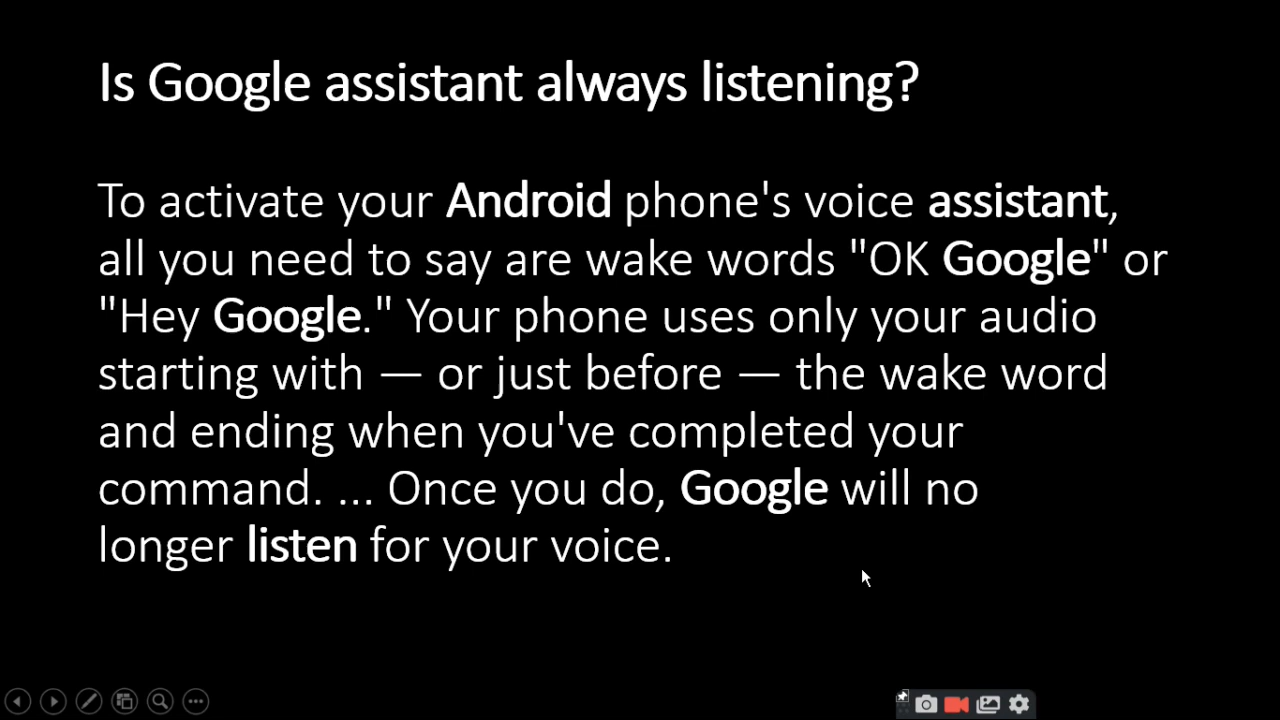 Is Google assistant always listening?
To activate your Android phone's voice assistant,
all you need to say are wake words "OK Google" or
"Hey Google." Your phone uses only your audio
starting with — or just before — the wake word
and ending when you've completed your
command. ... Once you do, Google will no
longer listen for your voice.